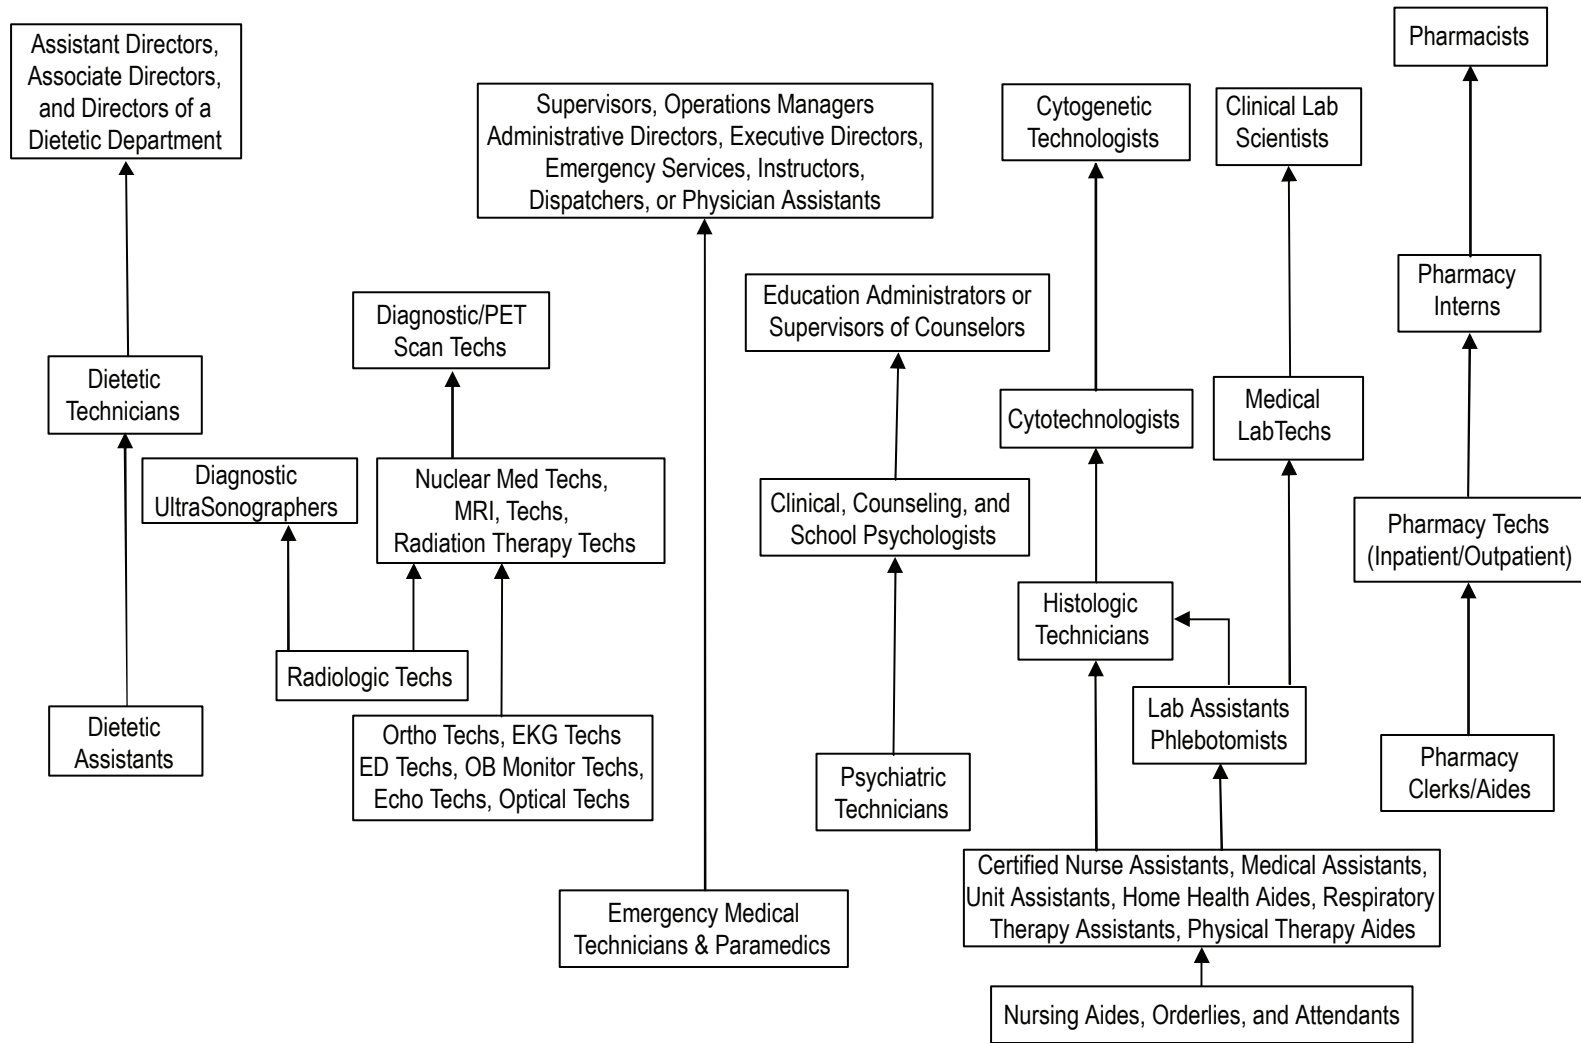 Assistant Directors,
Associate Directors,
and Directors of a
Dietetic Department
Dietetic
Technicians
Dietetic
Assistants
Diagnostic/PET
Scan Techs
Diagnostic
UltraSonographers
Nuclear Med Techs,
MRI, Techs,
Radiation Therapy Techs
Radiologic Techs
Ortho Techs, EKG Techs
ED Techs, OB Monitor Techs,
Echo Techs, Optical Techs
Supervisors, Operations Managers
Administrative Directors, Executive Directors,
Emergency Services, Instructors,
Dispatchers, or Physician Assistants
Emergency Medical
Technicians & Paramedics
Education Administrators or
Supervisors of Counselors
Clinical, Counseling, and
School Psychologists
Psychiatric
Technicians
Cytogenetic
Technologists
Cytotechnologists
Histologic
Technicians
Clinical Lab
Scientists
Medical
LabTechs
Lab Assistants
Phlebotomists
Certified Nurse Assistants, Medical Assistants,
Unit Assistants, Home Health Aides, Respiratory
Therapy Assistants, Physical Therapy Aides
Nursing Aides, Orderlies, and Attendants
Pharmacists
Pharmacy
Interns
Pharmacy Techs
(Inpatient/Outpatient)
Pharmacy
Clerks/Aides